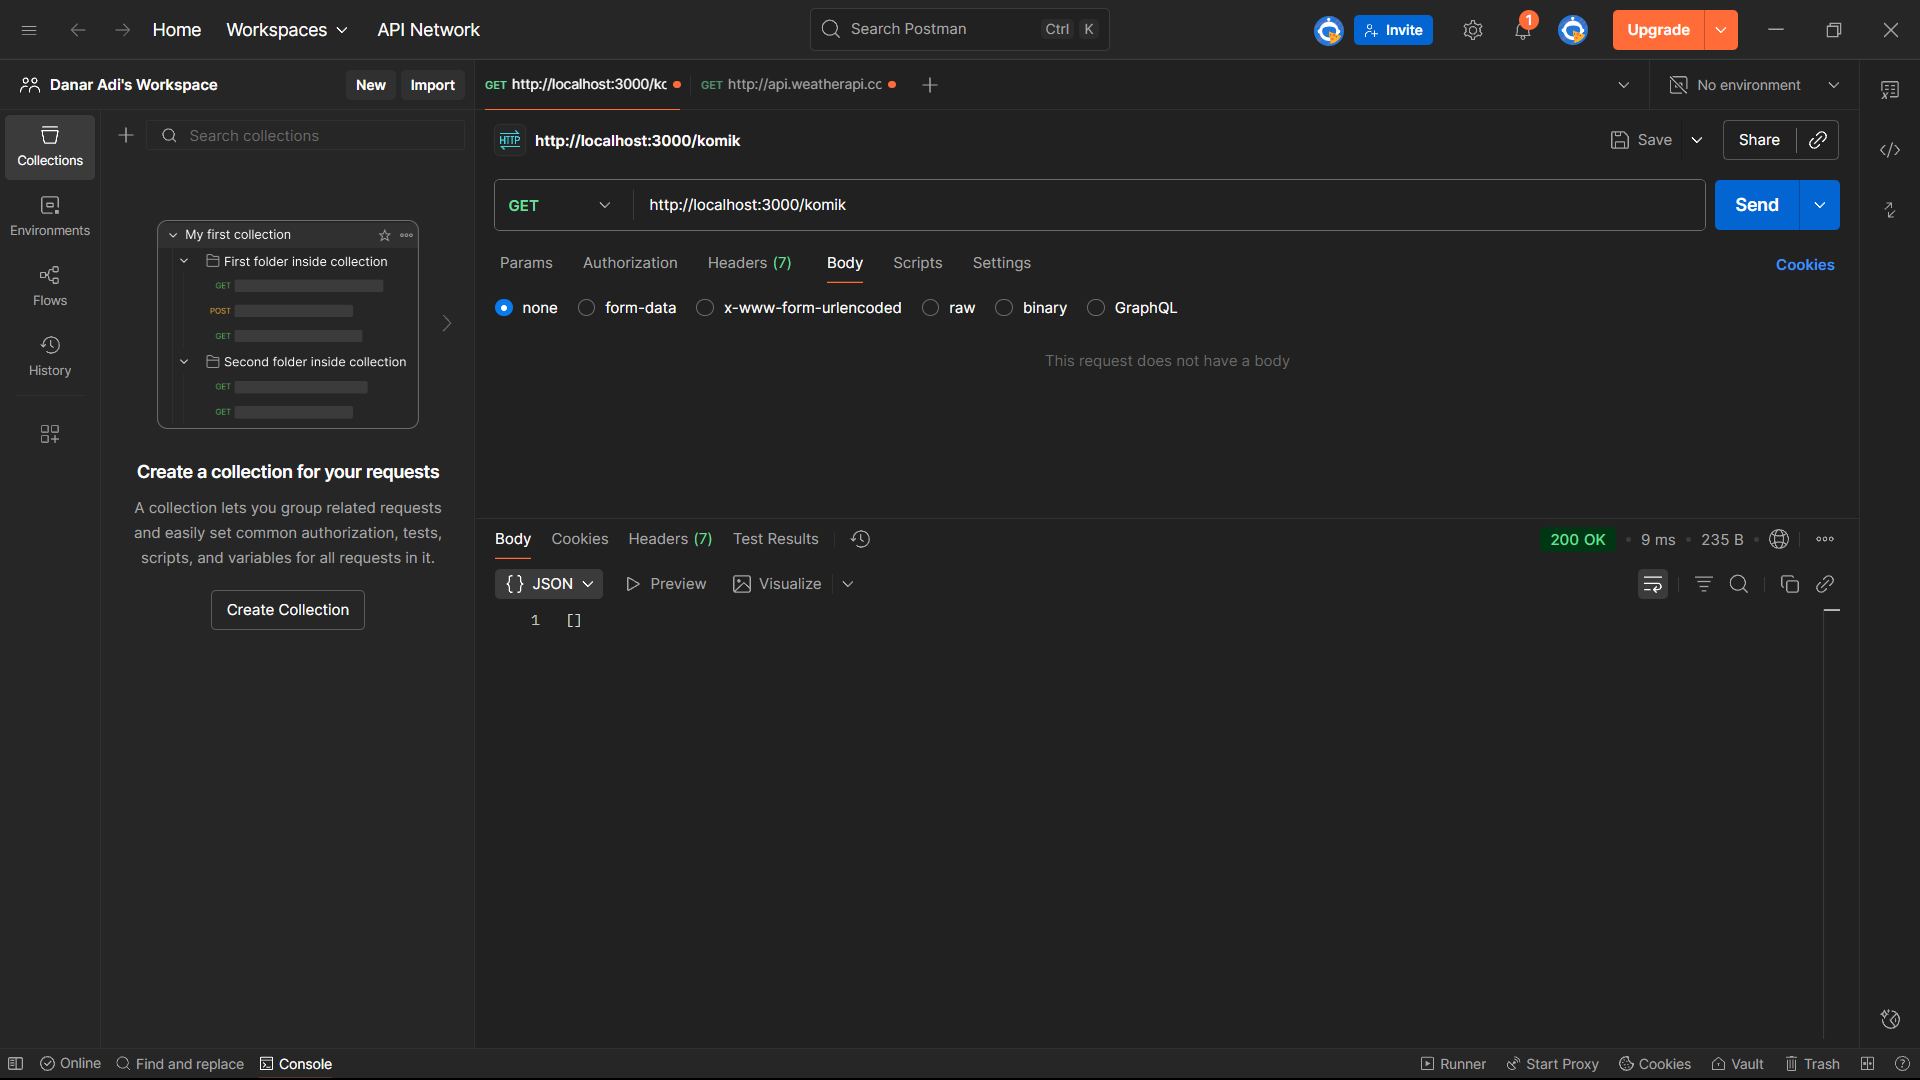 Home Workspaces API Network Search Postman Ctrl K Invite 1 Upgrade
Danar Adi's Workspace New Import
GET http://localhost:3000/kc GET http://api.weatherapi.cc No environment
Collections
Environments
Flows
History
Search collections
My first collection
First folder inside collection
GET
POST
GET
Second folder inside collection
GET
GET
Create a collection for your requests
A collection lets you group related requests
and easily set common authorization, tests,
scripts, and variables for all requests in it.
Create Collection
HTTP http://localhost:3000/komik Save Share
GET http://localhost:3000/komik Send
Params Authorization Headers (7) Body Scripts Settings Cookies
none form-data x-www-form-urlencoded raw binary GraphQL
This request does not have a body
Body Cookies Headers (7) Test Results 200 OK • 9 ms • 235 B
{} JSON Preview Visualize
1 []
Online Find and replace Console Runner Start Proxy Cookies Vault Trash